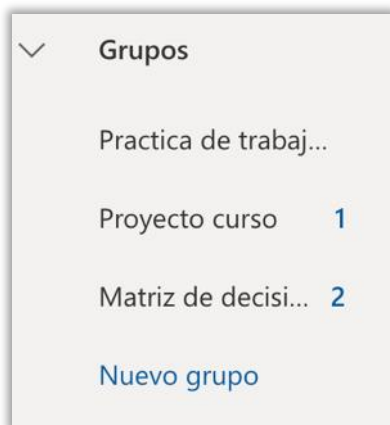 Grupos
Practica de trabaj...
Proyecto curso 1
Matriz de decisi... 2
Nuevo grupo